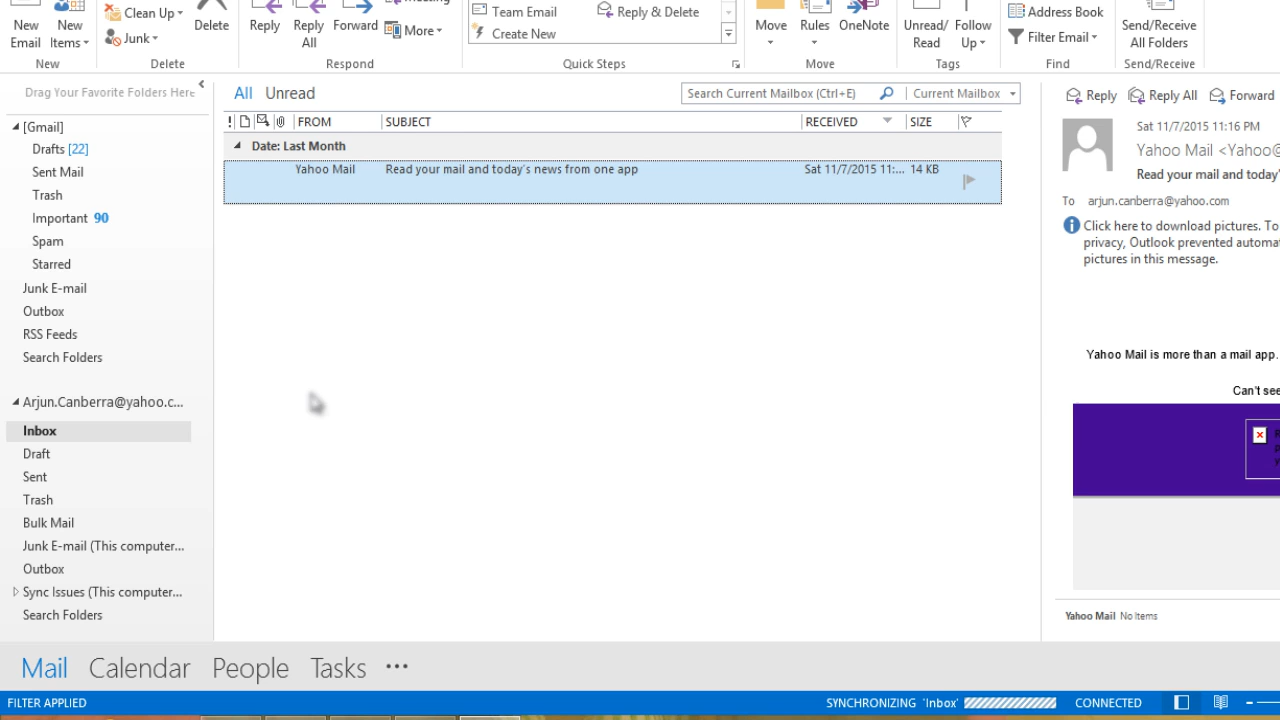 Clean Up
Team Email
Reply & Delete
Address Book
New Email
New Items
Delete
Reply
Reply All
Forward
More
Create New
Move
Rules
OneNote
Unread/ Read
Follow Up
Filter Email
Send/Receive All Folders
Junk
New
Delete
Respond
Quick Steps
Move
Tags
Find
Send/Receive
Drag Your Favorite Folders Here
[Gmail]
Drafts [22]
Sent Mail
Trash
Important 90
Spam
Starred
Junk E-mail
Outbox
RSS Feeds
Search Folders
Arjun.Canberra@yahoo.c...
Inbox
Draft
Sent
Trash
Bulk Mail
Junk E-mail (This computer...
Outbox
Sync Issues (This computer...
Search Folders
All Unread
Search Current Mailbox (Ctrl+E)
Current Mailbox
! FROM SUBJECT RECEIVED SIZE
Date: Last Month
Yahoo Mail Read your mail and today's news from one app Sat 11/7/2015 11:... 14 KB
Reply Reply All Forward
Sat 11/7/2015 11:16 PM
Yahoo Mail <Yahoo@
Read your mail and today'
To arjun.canberra@yahoo.com
Click here to download pictures. To
privacy, Outlook prevented automa
pictures in this message.
Yahoo Mail is more than a mail app.
Can't see
Yahoo Mail No Items
Mail Calendar People Tasks ...
FILTER APPLIED
SYNCHRONIZING 'Inbox'
CONNECTED